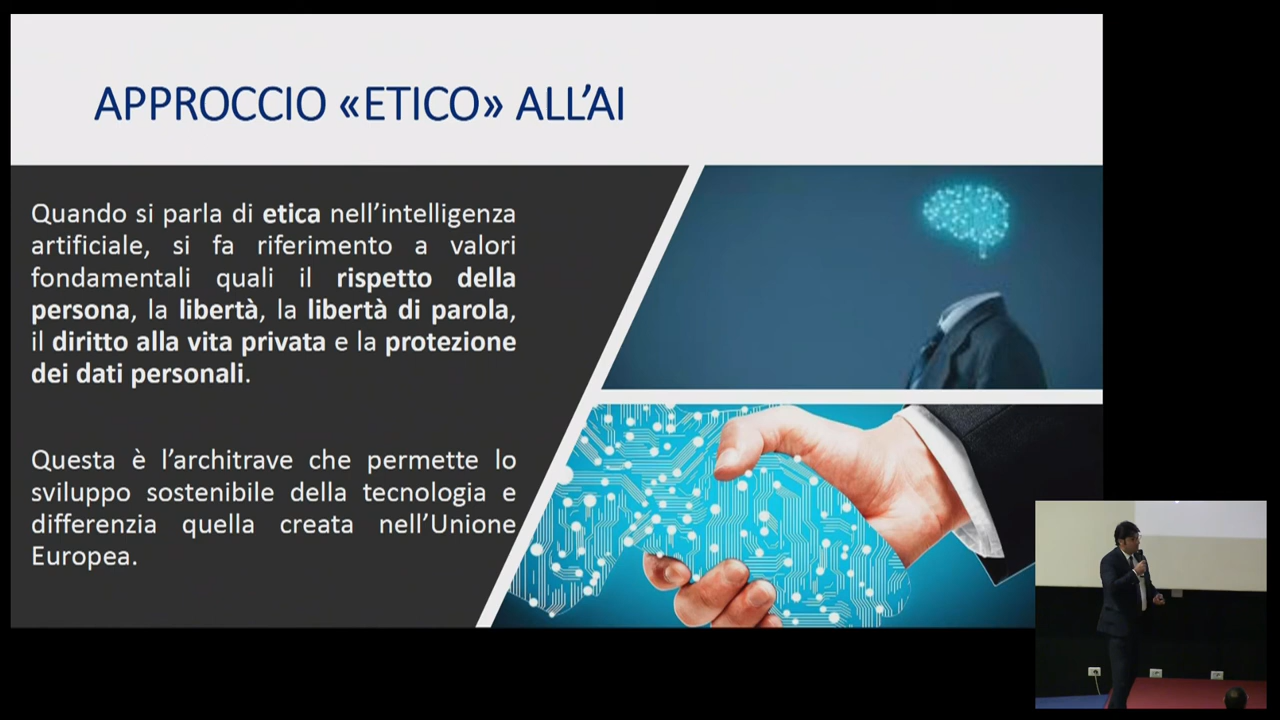 APPROCCIO «ETICO» ALL’AI
Quando si parla di etica nell’intelligenza
artificiale, si fa riferimento a valori
fondamentali quali il rispetto della
persona, la libertà, la libertà di parola,
il diritto alla vita privata e la protezione
dei dati personali.
Questa è l’architrave che permette lo
sviluppo sostenibile della tecnologia e
differenzia quella creata nell’Unione
Europea.